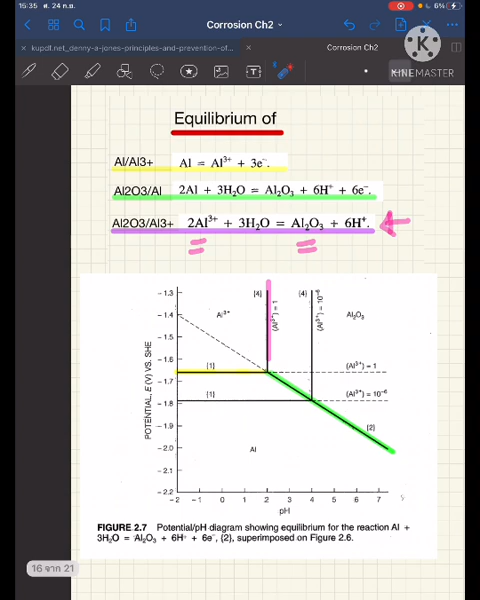 15:35 ศ. 24 ก.ย.
6%
Corrosion Ch2
kupdf.net_denny-a-jones-principles-and-prevention-of...
Corrosion Ch2
K
KINEMASTER
Equilibrium of
Al/Al3+ Al = Al³⁺ + 3e⁻.
Al2O3/Al 2Al + 3H₂O = Al₂O₃ + 6H⁺ + 6e⁻.
Al2O3/Al3+ 2Al³⁺ + 3H₂O = Al₂O₃ + 6H⁺.
POTENTIAL, E (V) VS. SHE
-1.3
-1.4
-1.5
-1.6
-1.7
-1.8
-1.9
-2.0
-2.1
-2.2
Al³⁺
{4}
(Al³⁺) = 1
{4}
(Al³⁺) = 10⁻⁶
Al₂O₃
{1}
(Al³⁺) = 1
{1}
(Al³⁺) = 10⁻⁶
{2}
Al
-2 -1 0 1 2 3 4 5 6 7
pH
FIGURE 2.7 Potential/pH diagram showing equilibrium for the reaction Al +
3H₂O = Al₂O₃ + 6H⁺ + 6e⁻, (2), superimposed on Figure 2.6.
16 จาก 21